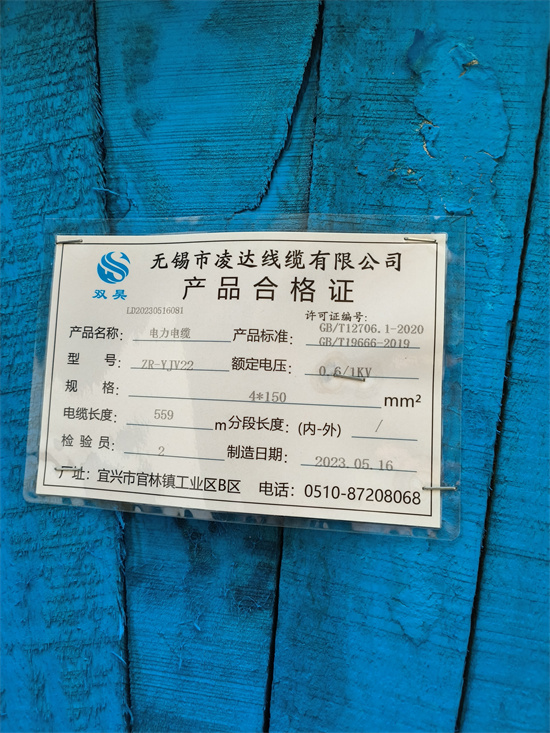 双昊
无锡市凌达线缆有限公司
产品合格证
LD20230516081
许可证编号:
产品名称: 电力电缆 产品标准: GB/T12706.1-2020
GB/T19666-2019
型 号: ZR-YJV22 额定电压: 0.6/1KV
规 格: 4*150 mm²
电缆长度: 559 m 分段长度: (内-外) /
检验员: 2 制造日期: 2023.05.16
厂址: 宜兴市官林镇工业区B区 电话: 0510-87208068